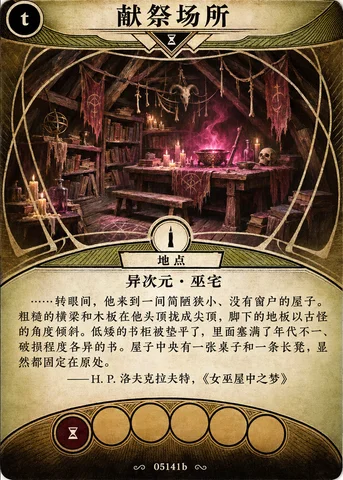 t
献祭场所
地点
异次元·巫宅
……转眼间，他来到一间简陋狭小、没有窗户的屋子。
粗糙的横梁和木板在他头顶拢成尖顶，脚下的地板以古怪
的角度倾斜。低矮的书柜被垫平了，里面塞满了年代不一、
破损程度各异的书。屋子中央有一张桌子和一条长凳，显
然都固定在原处。
——H. P. 洛夫克拉夫特，《女巫屋中之梦》
05141b